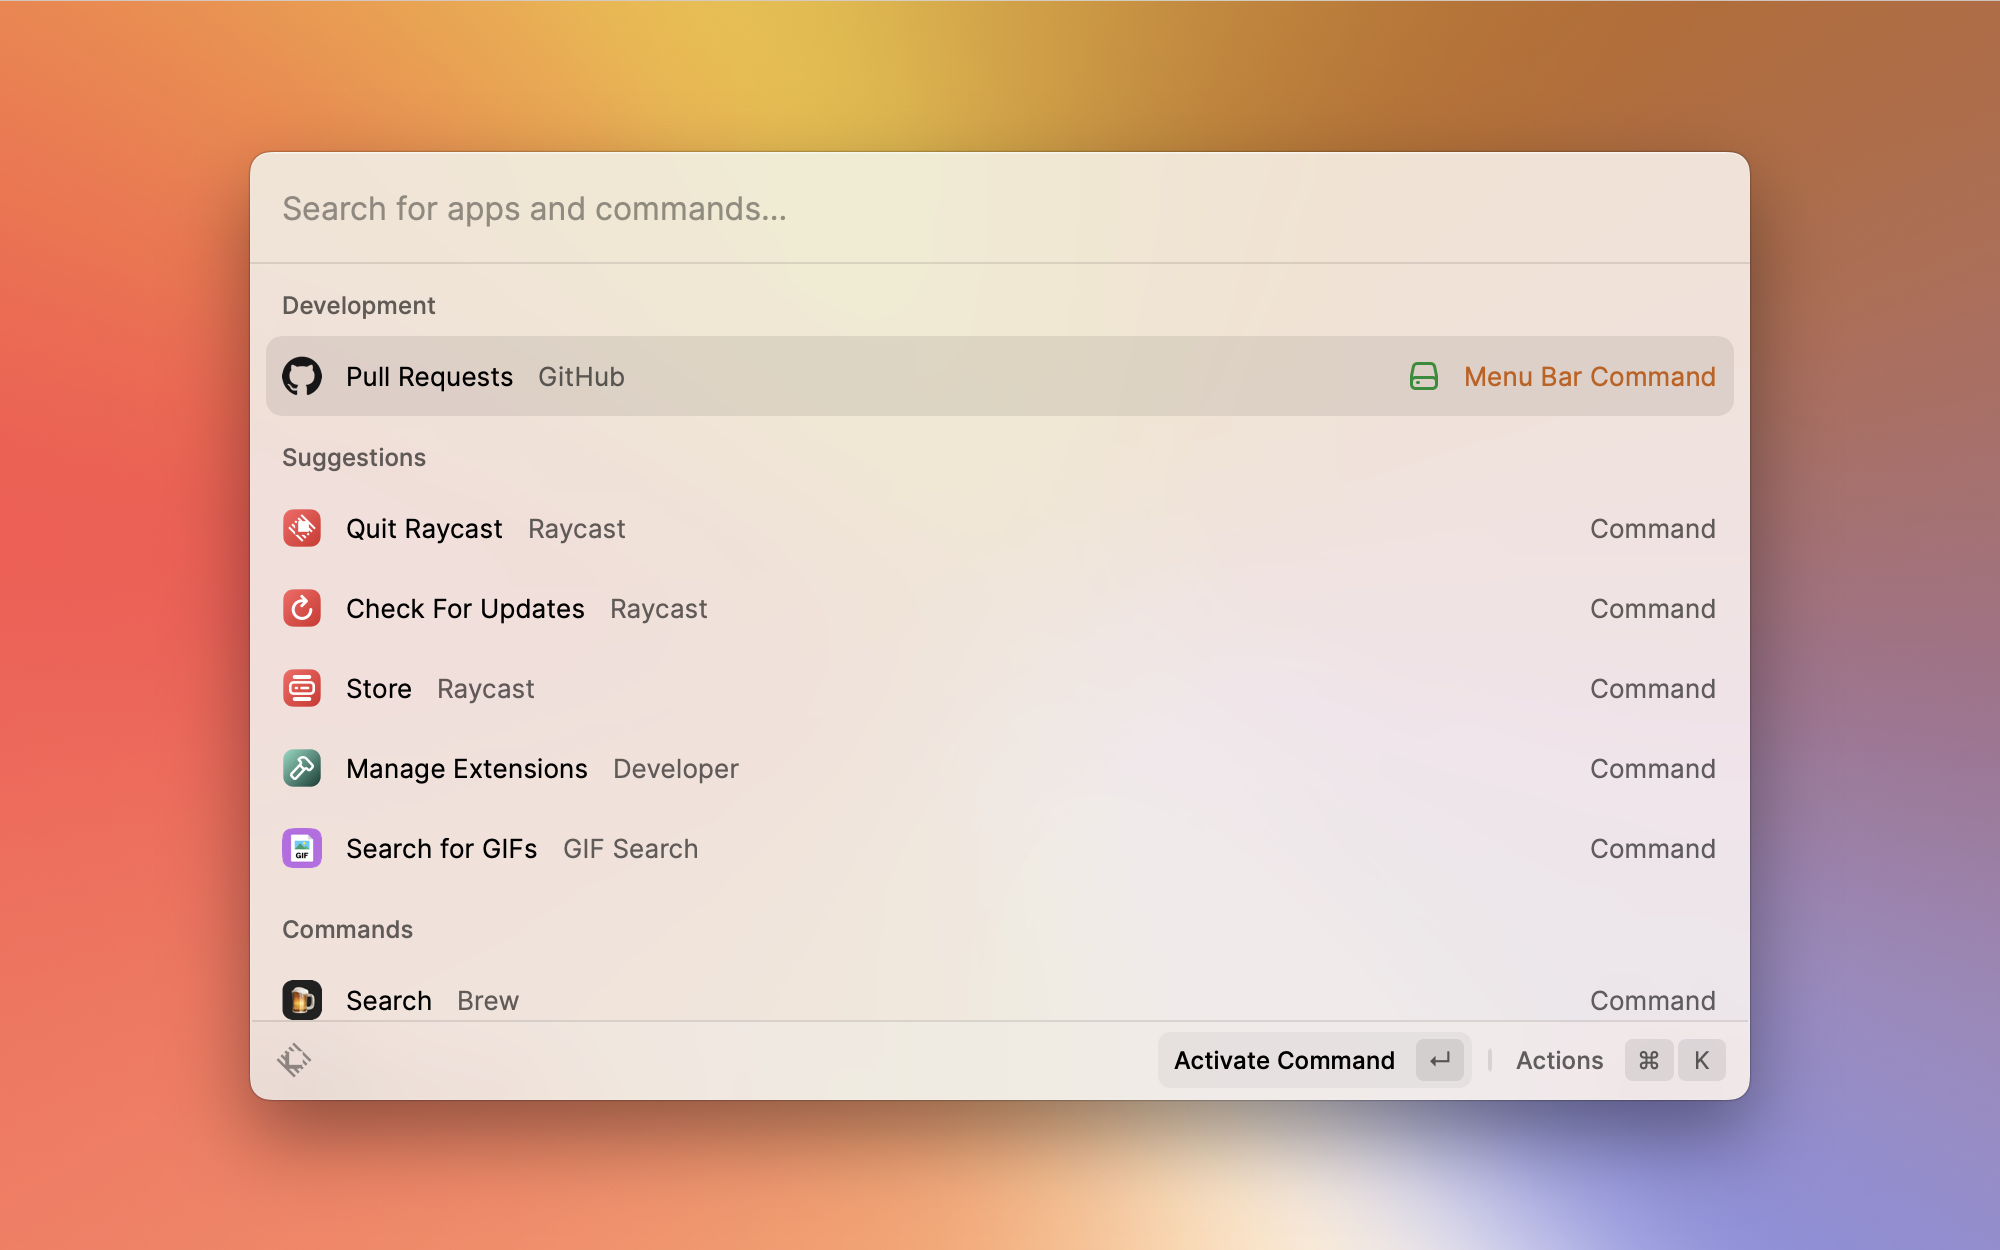 Search for apps and commands...
Development
Pull Requests GitHub Menu Bar Command
Suggestions
Quit Raycast Raycast Command
Check For Updates Raycast Command
Store Raycast Command
Manage Extensions Developer Command
GIF
Search for GIFs GIF Search Command
Commands
Search Brew Command
Activate Command ↵ Actions ⌘ K